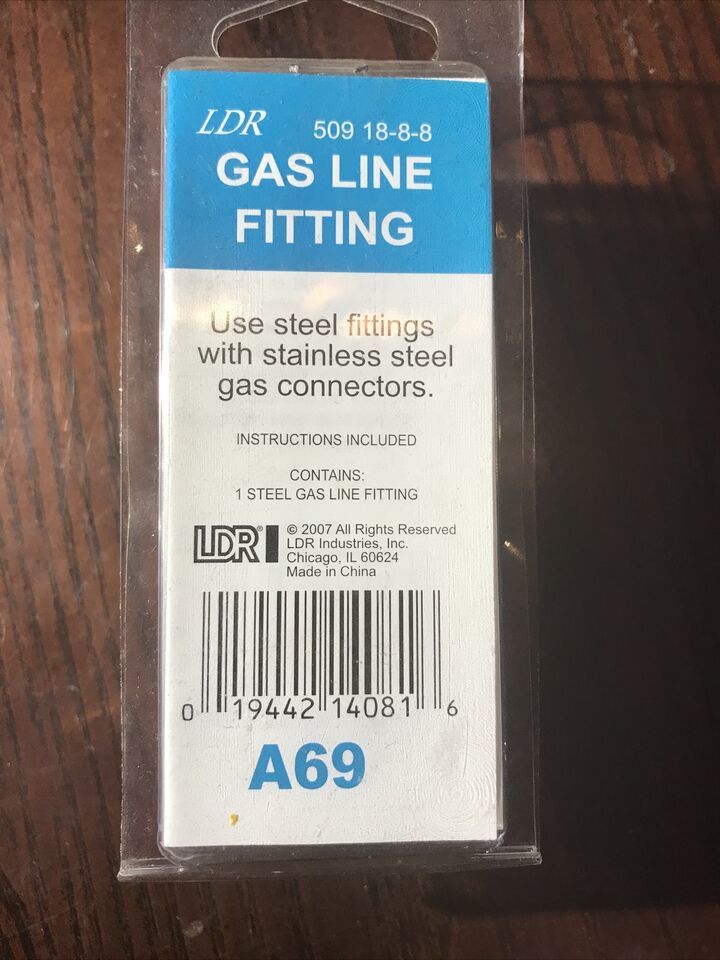 LDR 509 18-8-8
GAS LINE
FITTING
Use steel fittings
with stainless steel
gas connectors.
INSTRUCTIONS INCLUDED
CONTAINS:
1 STEEL GAS LINE FITTING
LDR® © 2007 All Rights Reserved
LDR Industries, Inc.
Chicago, IL 60624
Made in China
0 19442 14081 6
A69